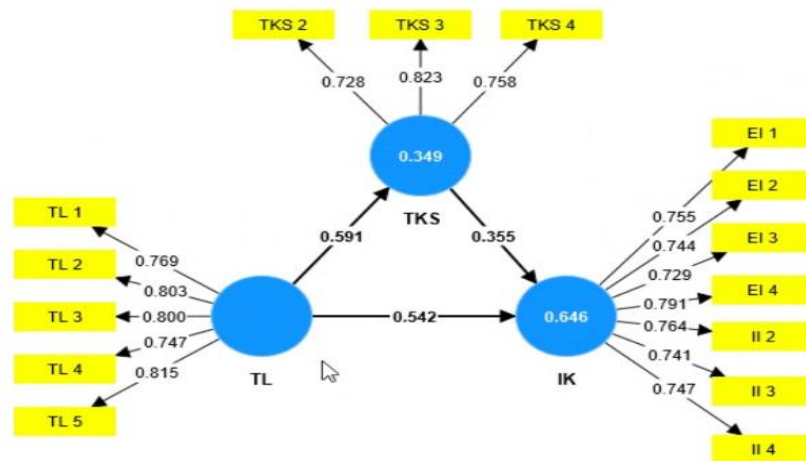 TKS 2 TKS 3 TKS 4
0.728 0.823 0.758
0.349
TKS
EI 1
EI 2
EI 3
EI 4
II 2
II 3
II 4
0.755
0.744
0.729
0.791
0.764
0.741
0.747
TL 1
TL 2
TL 3
TL 4
TL 5
0.769
0.803
0.800
0.747
0.815
0.591
0.355
0.542
0.646
TL
IK